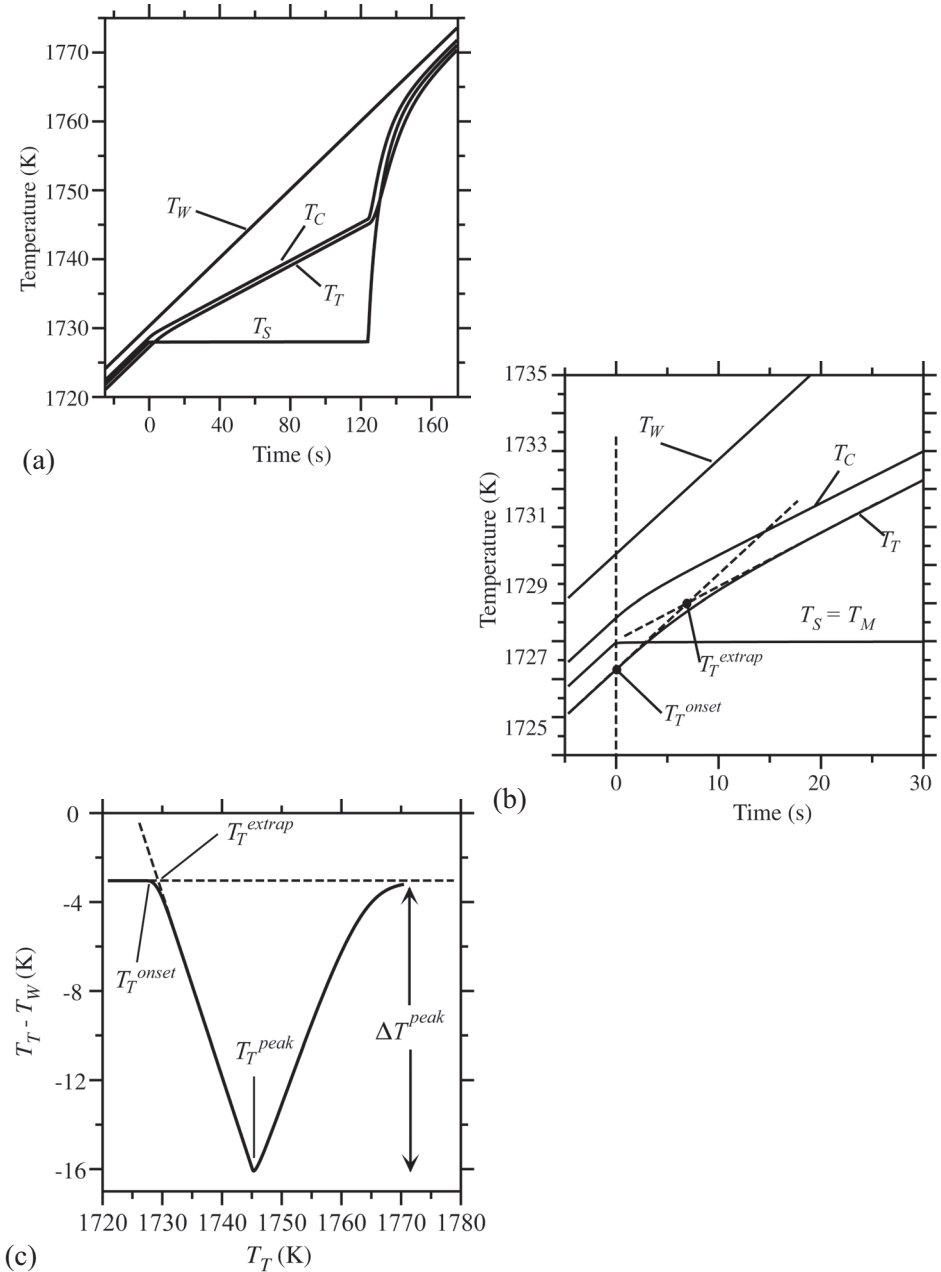 1770
1760
1750
1740
1730
1720
Temperature (K)
T_W
T_C
T_T
T_S
0 40 80 120 160
Time (s)
(a)
1735
1733
1731
1729
1727
1725
Temperature (K)
T_W
T_C
T_T
T_S = T_M
T_T^extrap
T_T^onset
0 10 20 30
Time (s)
(b)
0
-4
-8
-12
-16
T_T - T_W (K)
T_T^extrap
T_T^onset
T_T^peak
ΔT^peak
1720 1730 1740 1750 1760 1770 1780
T_T (K)
(c)